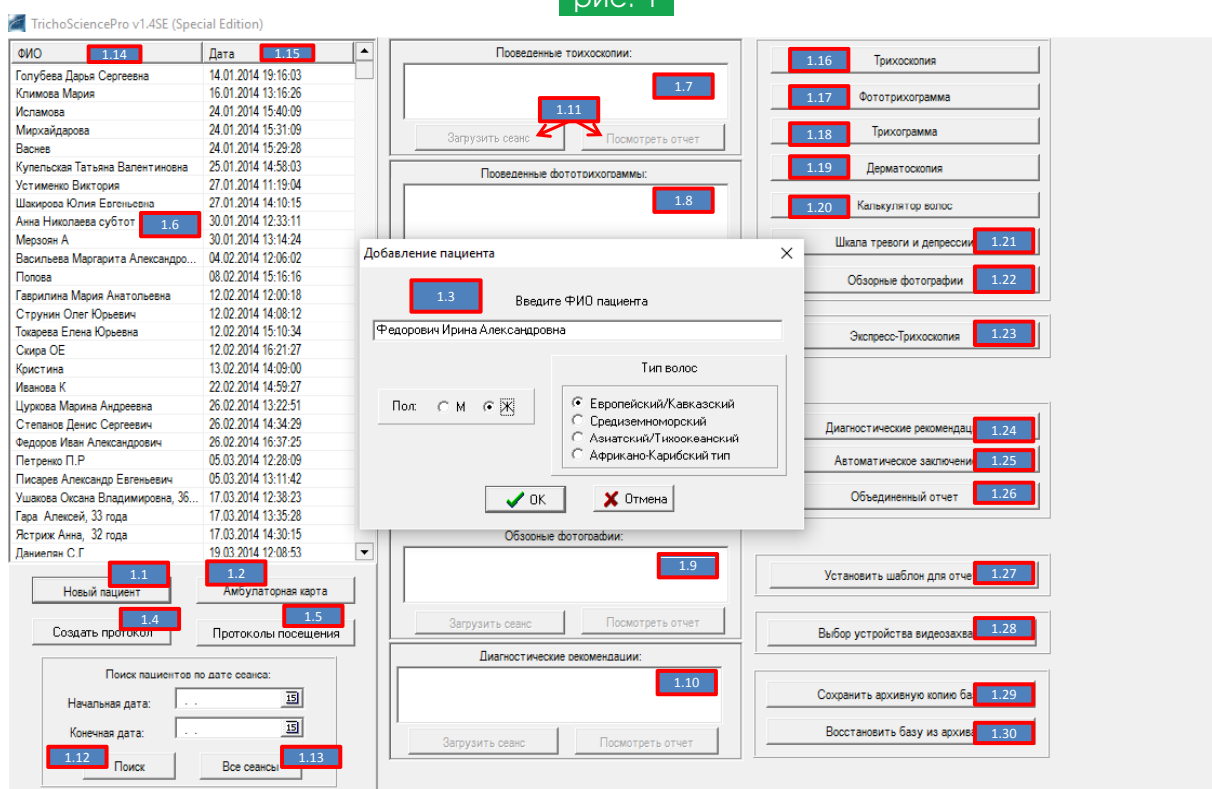 рис. 1
TrichoSciencePro v1.4SE (Special Edition)
ФИО 1.14 Дата 1.15
Голубева Дарья Сергеевна 14.01.2014 19:16:03
Климова Мария 16.01.2014 13:16:26
Исламова 24.01.2014 15:40:09
Мирхайдарова 24.01.2014 15:31:09
Васнев 24.01.2014 15:29:28
Купельская Татьяна Валентиновна 25.01.2014 14:58:03
Устименко Виктория 27.01.2014 11:19:04
Шакирова Юлия Евгеньевна 27.01.2014 14:10:15
Анна Николаева субтот 1.6 30.01.2014 12:33:11
Мерзоян А 30.01.2014 13:14:24
Васильева Маргарита Александро... 04.02.2014 12:06:02
Попова 08.02.2014 15:16:16
Гаврилина Мария Анатольевна 12.02.2014 12:00:18
Струнин Олег Юрьевич 12.02.2014 14:08:12
Токарева Елена Юрьевна 12.02.2014 15:10:34
Скира ОЕ 12.02.2014 16:21:27
Кристина 13.02.2014 14:09:00
Иванова К 22.02.2014 14:59:27
Цуркова Марина Андреевна 26.02.2014 13:22:51
Степанов Денис Сергеевич 26.02.2014 14:34:29
Федоров Иван Александрович 26.02.2014 16:37:25
Петренко П.Р 05.03.2014 12:28:09
Писарев Александр Евгеньевич 05.03.2014 13:11:42
Ушакова Оксана Владимировна, 36... 17.03.2014 12:38:23
Гара Алексей, 33 года 17.03.2014 13:35:28
Ястриж Анна, 32 года 17.03.2014 14:30:15
Даниелян С.Г 19.03.2014 12:08:53
1.1 1.2
Новый пациент Амбулаторная карта
1.4 1.5
Создать протокол Протоколы посещения
Поиск пациентов по дате сеанса:
Начальная дата: . . 15
Конечная дата: . . 15
1.12 Поиск Все сеансы 1.13
Проведенные трихоскопии:
1.7
1.11
Загрузить сеанс Посмотреть отчет
Проведенные фототрихограммы:
1.8
Добавление пациента
1.3 Введите ФИО пациента
Федорович Ирина Александровна
Пол: М Ж
Тип волос
Европейский/Кавказский
Средиземноморский
Азиатский/Тихоокеанский
Африкано-Карибский тип
OK Отмена
Обзорные фотографии:
1.9
Загрузить сеанс Посмотреть отчет
Диагностические рекомендации:
1.10
Загрузить сеанс Посмотреть отчет
1.16 Трихоскопия
1.17 Фототрихограмма
1.18 Трихограмма
1.19 Дерматоскопия
1.20 Калькулятор волос
Шкала тревоги и депрессии 1.21
Обзорные фотографии 1.22
Экспресс-Трихоскопия 1.23
Диагностические рекомендац 1.24
Автоматическое заключение 1.25
Объединенный отчет 1.26
Установить шаблон для отче 1.27
Выбор устройства видеозахва 1.28
Сохранить архивную копию ба 1.29
Восстановить базу из архива 1.30